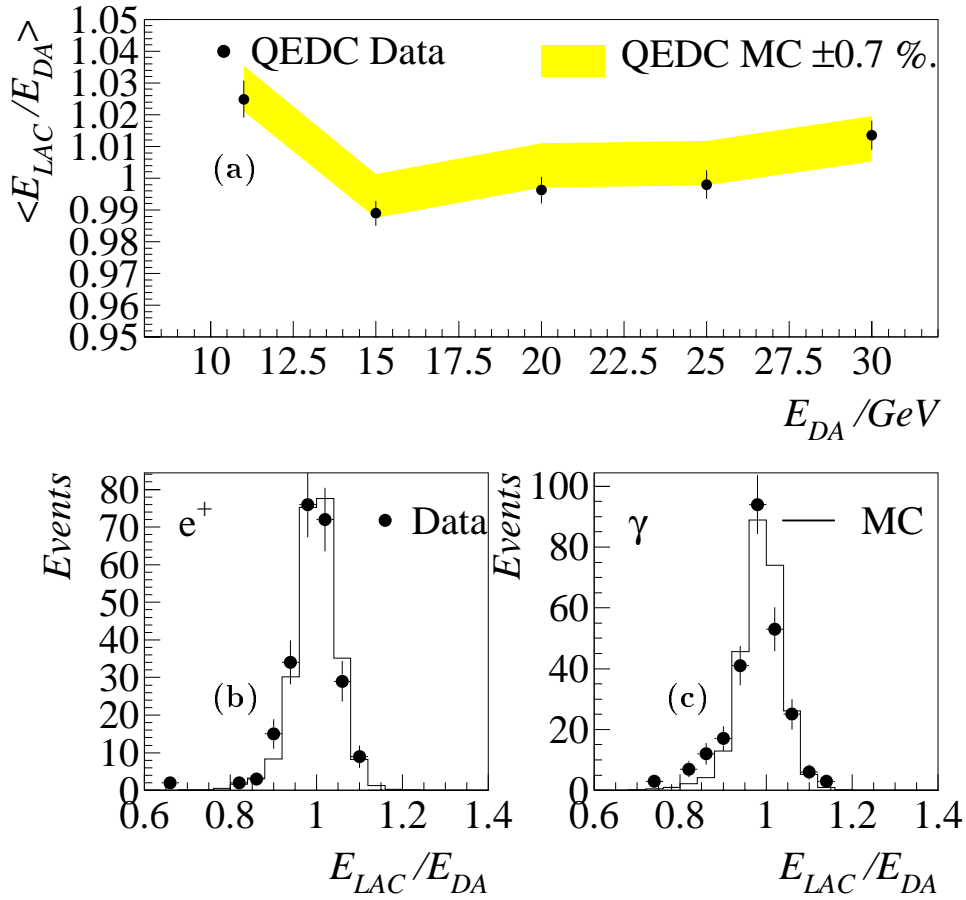 <E_LAC/E_DA>
1.05
1.04
1.03
1.02
1.01
1
0.99
0.98
0.97
0.96
0.95
QEDC Data
QEDC MC ±0.7 %.
(a)
10 12.5 15 17.5 20 22.5 25 27.5 30
E_DA /GeV
Events
80
70
60
50
40
30
20
10
0
e⁺
Data
(b)
0.6 0.8 1 1.2 1.4
E_LAC/E_DA
Events
100
80
60
40
20
0
γ
MC
(c)
0.6 0.8 1 1.2 1.4
E_LAC/E_DA